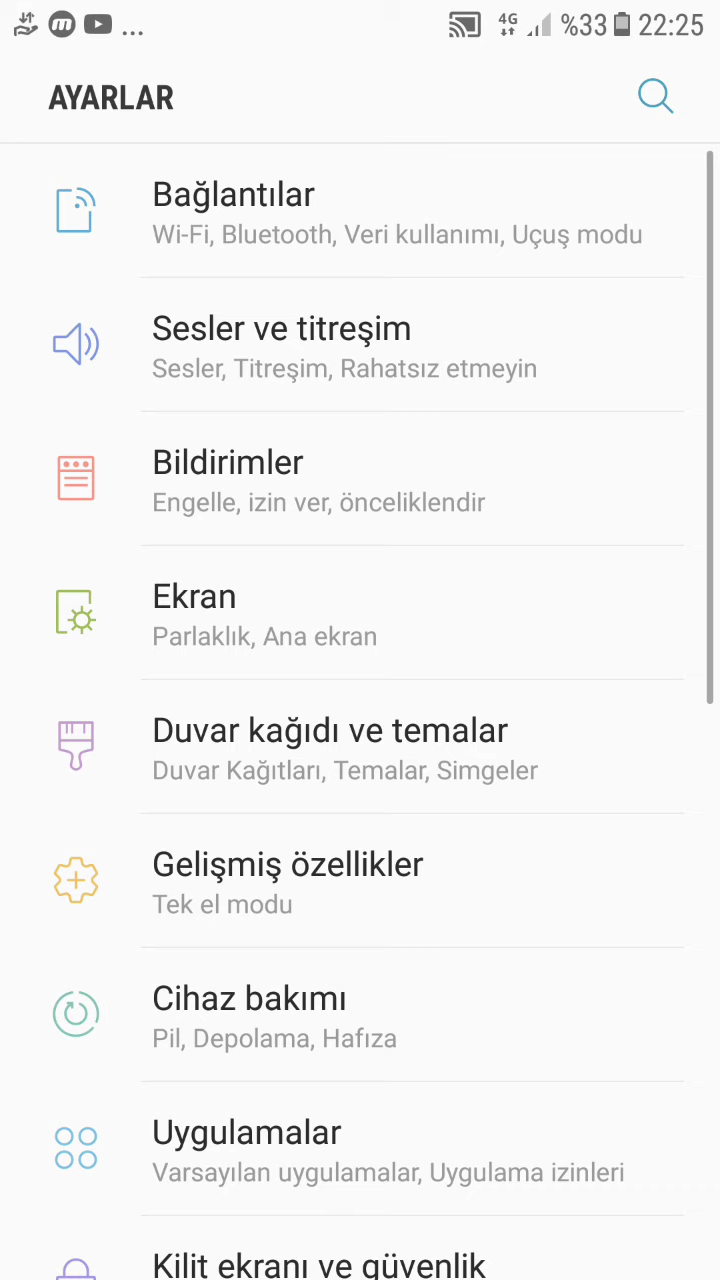 ... 4G %33 22:25
AYARLAR
Bağlantılar
Wi-Fi, Bluetooth, Veri kullanımı, Uçuş modu
Sesler ve titreşim
Sesler, Titreşim, Rahatsız etmeyin
Bildirimler
Engelle, izin ver, önceliklendir
Ekran
Parlaklık, Ana ekran
Duvar kağıdı ve temalar
Duvar Kağıtları, Temalar, Simgeler
Gelişmiş özellikler
Tek el modu
Cihaz bakımı
Pil, Depolama, Hafıza
Uygulamalar
Varsayılan uygulamalar, Uygulama izinleri
Kilit ekranı ve güvenlik